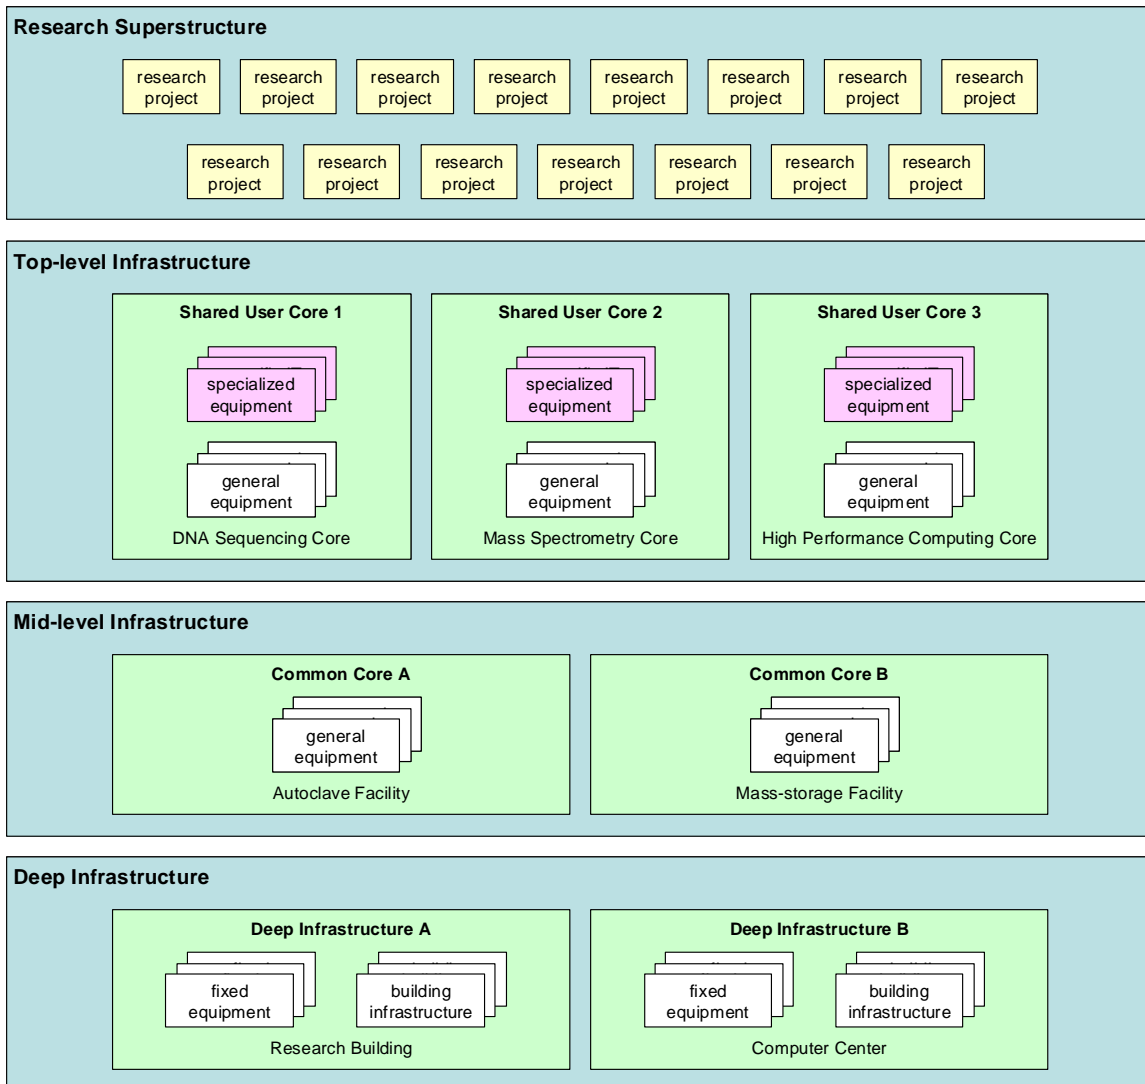 Research Superstructure
research research research research research research research research
project project project project project project project project
research research research research research research research
project project project project project project project
Top-level Infrastructure
Shared User Core 1 Shared User Core 2 Shared User Core 3
specialized specialized specialized
equipment equipment equipment
general general general
equipment equipment equipment
DNA Sequencing Core Mass Spectrometry Core High Performance Computing Core
Mid-level Infrastructure
Common Core A Common Core B
general general
equipment equipment
Autoclave Facility Mass-storage Facility
Deep Infrastructure
Deep Infrastructure A Deep Infrastructure B
fixed building fixed building
equipment infrastructure equipment infrastructure
Research Building Computer Center